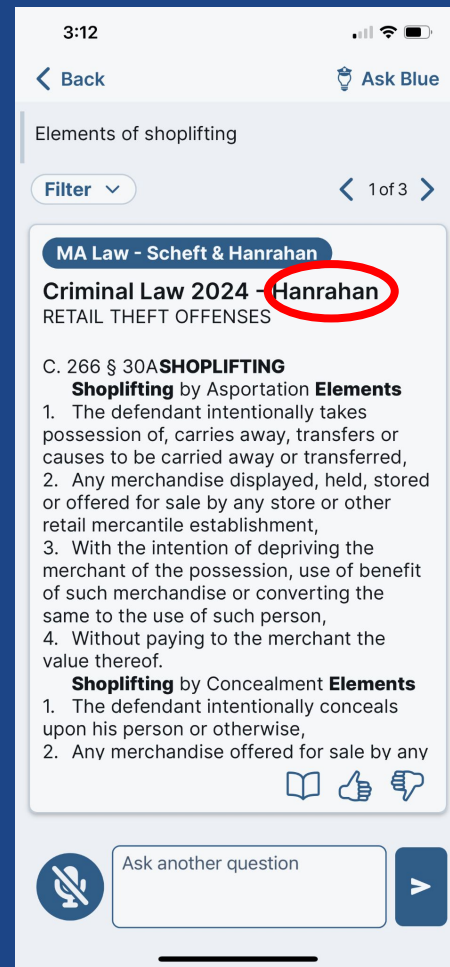 3:12
Back
Ask Blue
Elements of shoplifting
Filter
1 of 3
MA Law - Scheft & Hanrahan
Criminal Law 2024 - Hanrahan
RETAIL THEFT OFFENSES
C. 266 § 30ASHOPLIFTING
Shoplifting by Asportation Elements
1. The defendant intentionally takes
possession of, carries away, transfers or
causes to be carried away or transferred,
2. Any merchandise displayed, held, stored
or offered for sale by any store or other
retail mercantile establishment,
3. With the intention of depriving the
merchant of the possession, use of benefit
of such merchandise or converting the
same to the use of such person,
4. Without paying to the merchant the
value thereof.
Shoplifting by Concealment Elements
1. The defendant intentionally conceals
upon his person or otherwise,
2. Any merchandise offered for sale by any
Ask another question